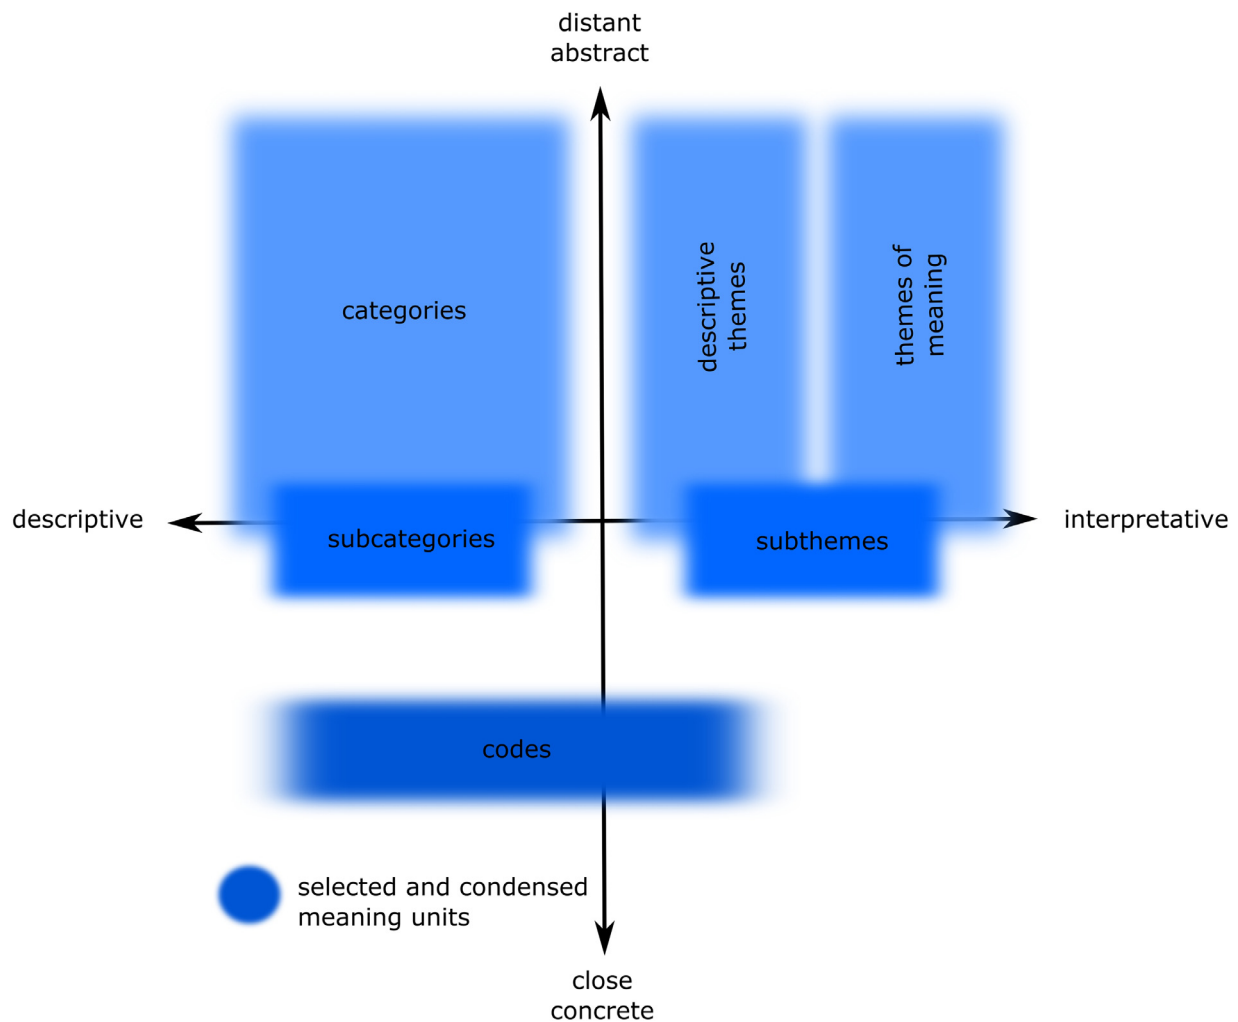 distant
abstract
categories
descriptive
themes
themes of
meaning
descriptive
interpretative
subcategories
subthemes
codes
selected and condensed
meaning units
close
concrete